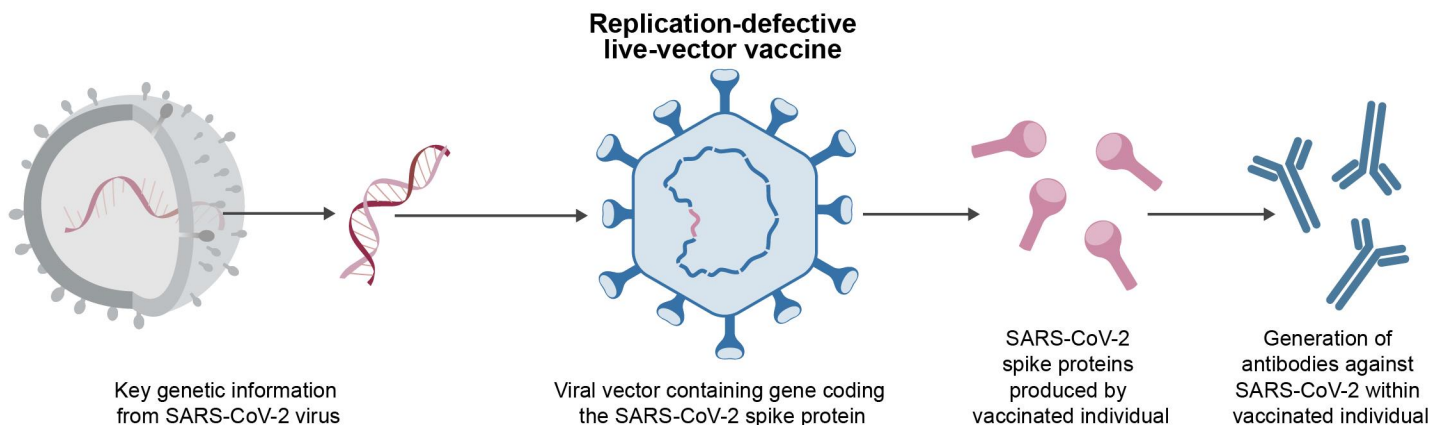 Replication-defective
live-vector vaccine
Key genetic information
from SARS-CoV-2 virus
Viral vector containing gene coding
the SARS-CoV-2 spike protein
SARS-CoV-2
spike proteins
produced by
vaccinated individual
Generation of
antibodies against
SARS-CoV-2 within
vaccinated individual